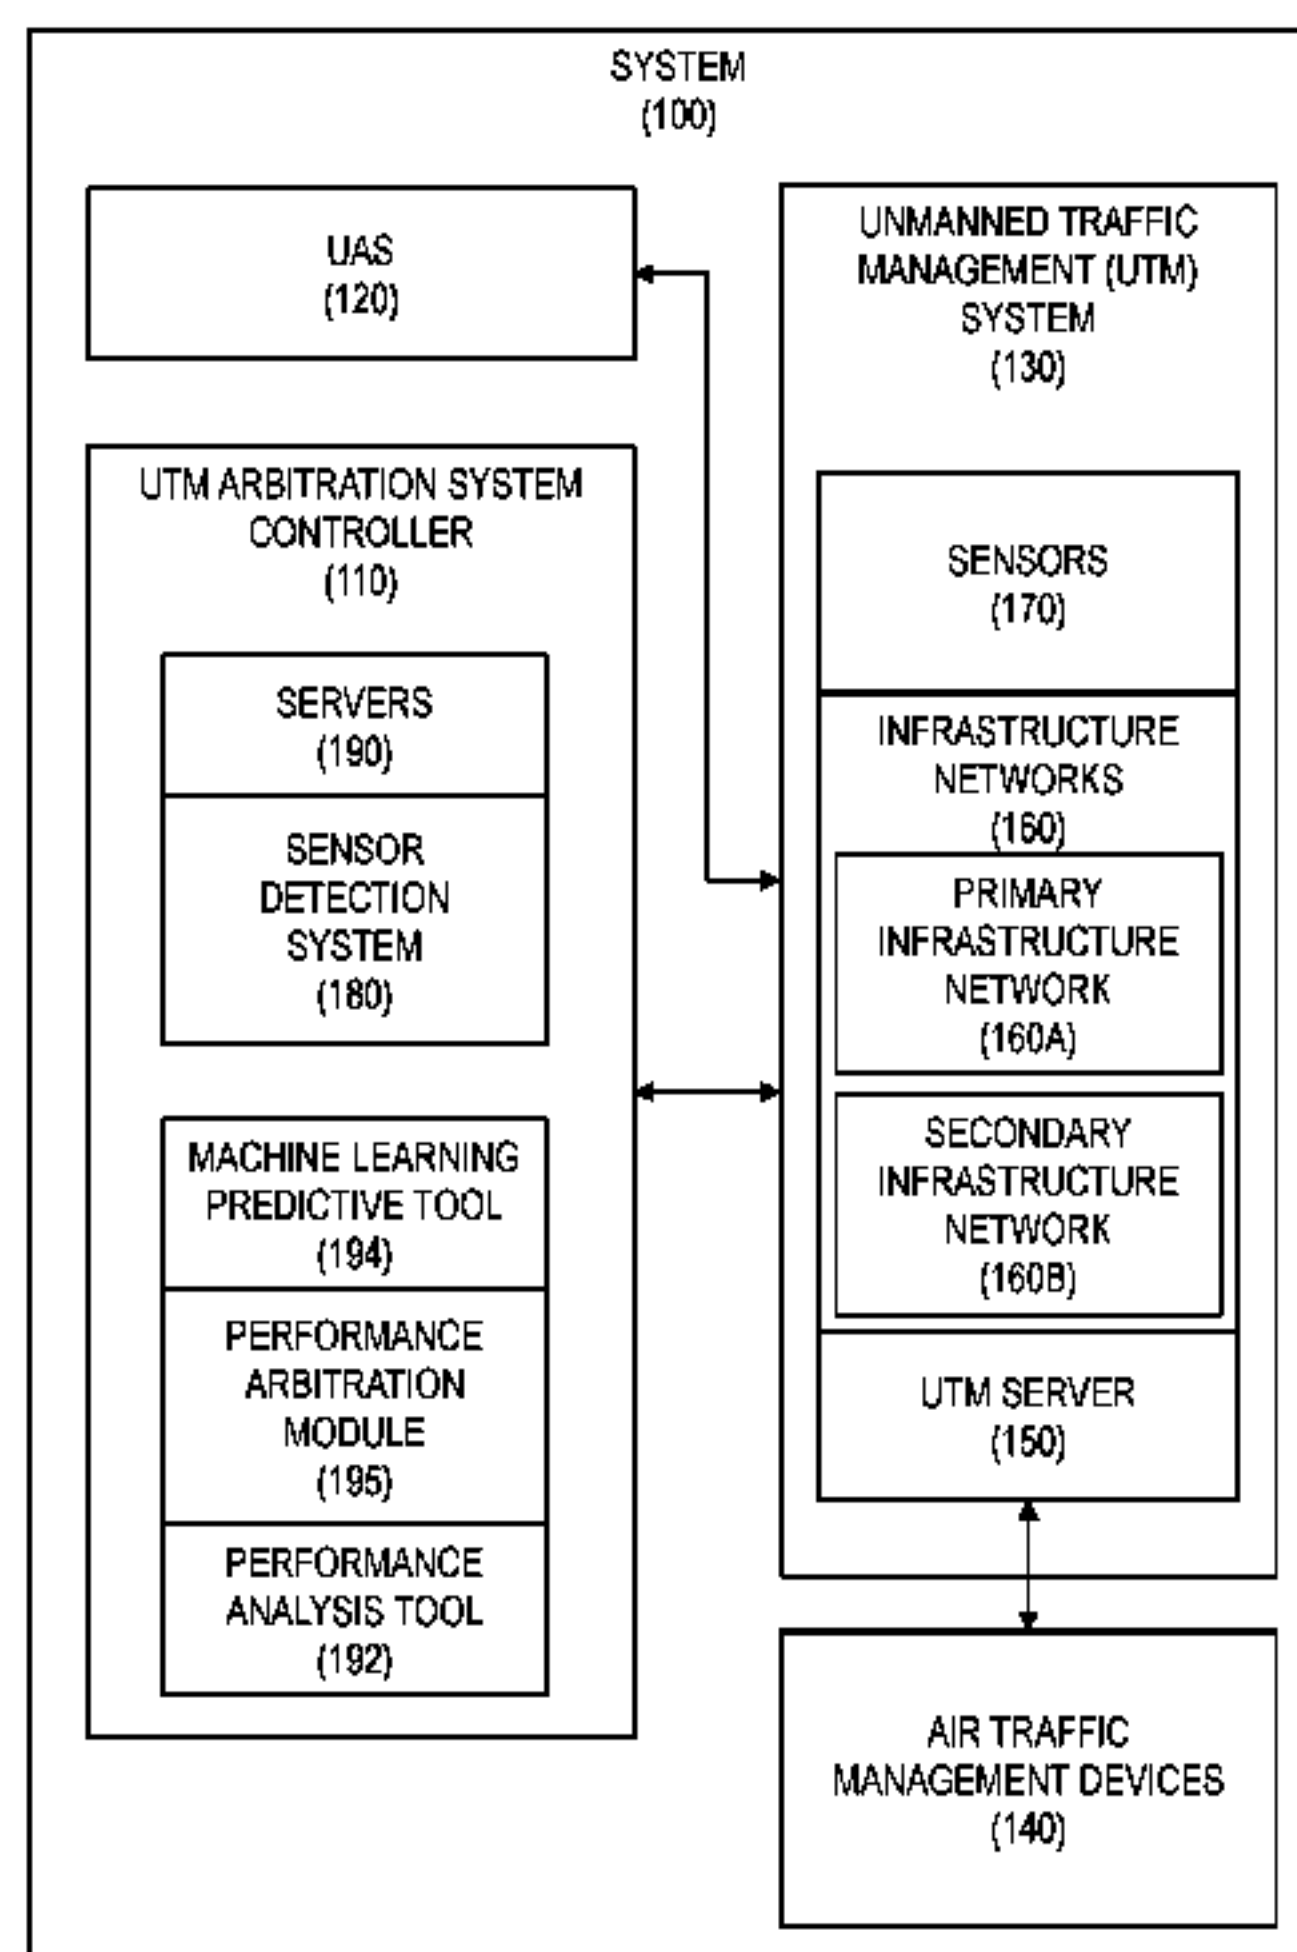 SYSTEM
(100)
UAS
(120)
UTM ARBITRATION SYSTEM
CONTROLLER
(110)
SERVERS
(190)
SENSOR
DETECTION
SYSTEM
(180)
MACHINE LEARNING
PREDICTIVE TOOL
(194)
PERFORMANCE
ARBITRATION
MODULE
(195)
PERFORMANCE
ANALYSIS TOOL
(192)
UNMANNED TRAFFIC
MANAGEMENT (UTM)
SYSTEM
(130)
SENSORS
(170)
INFRASTRUCTURE
NETWORKS
(160)
PRIMARY
INFRASTRUCTURE
NETWORK
(160A)
SECONDARY
INFRASTRUCTURE
NETWORK
(160B)
UTM SERVER
(150)
AIR TRAFFIC
MANAGEMENT DEVICES
(140)